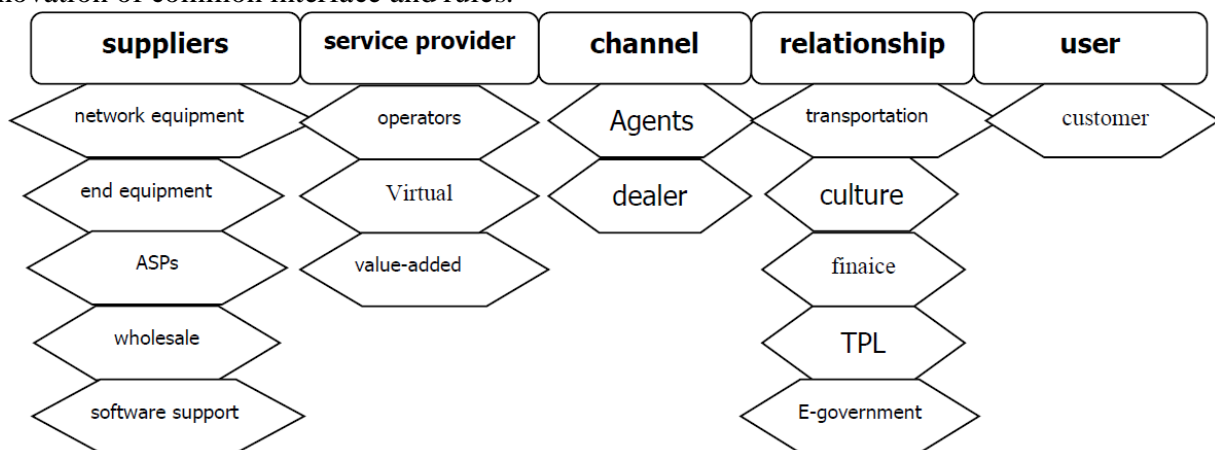 novation of common interface and rules.
suppliers
service provider
channel
relationship
user
network equipment
operators
Agents
transportation
customer
end equipment
Virtual
dealer
culture
ASPs
value-added
finaice
wholesale
TPL
software support
E-government